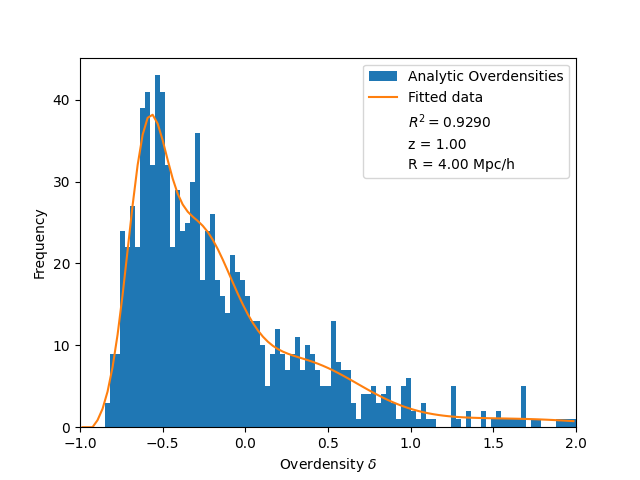 Analytic Overdensities
Fitted data
R² = 0.9290
z = 1.00
R = 4.00 Mpc/h
Frequency
40
30
20
10
0
−1.0 −0.5 0.0 0.5 1.0 1.5 2.0
Overdensity δ